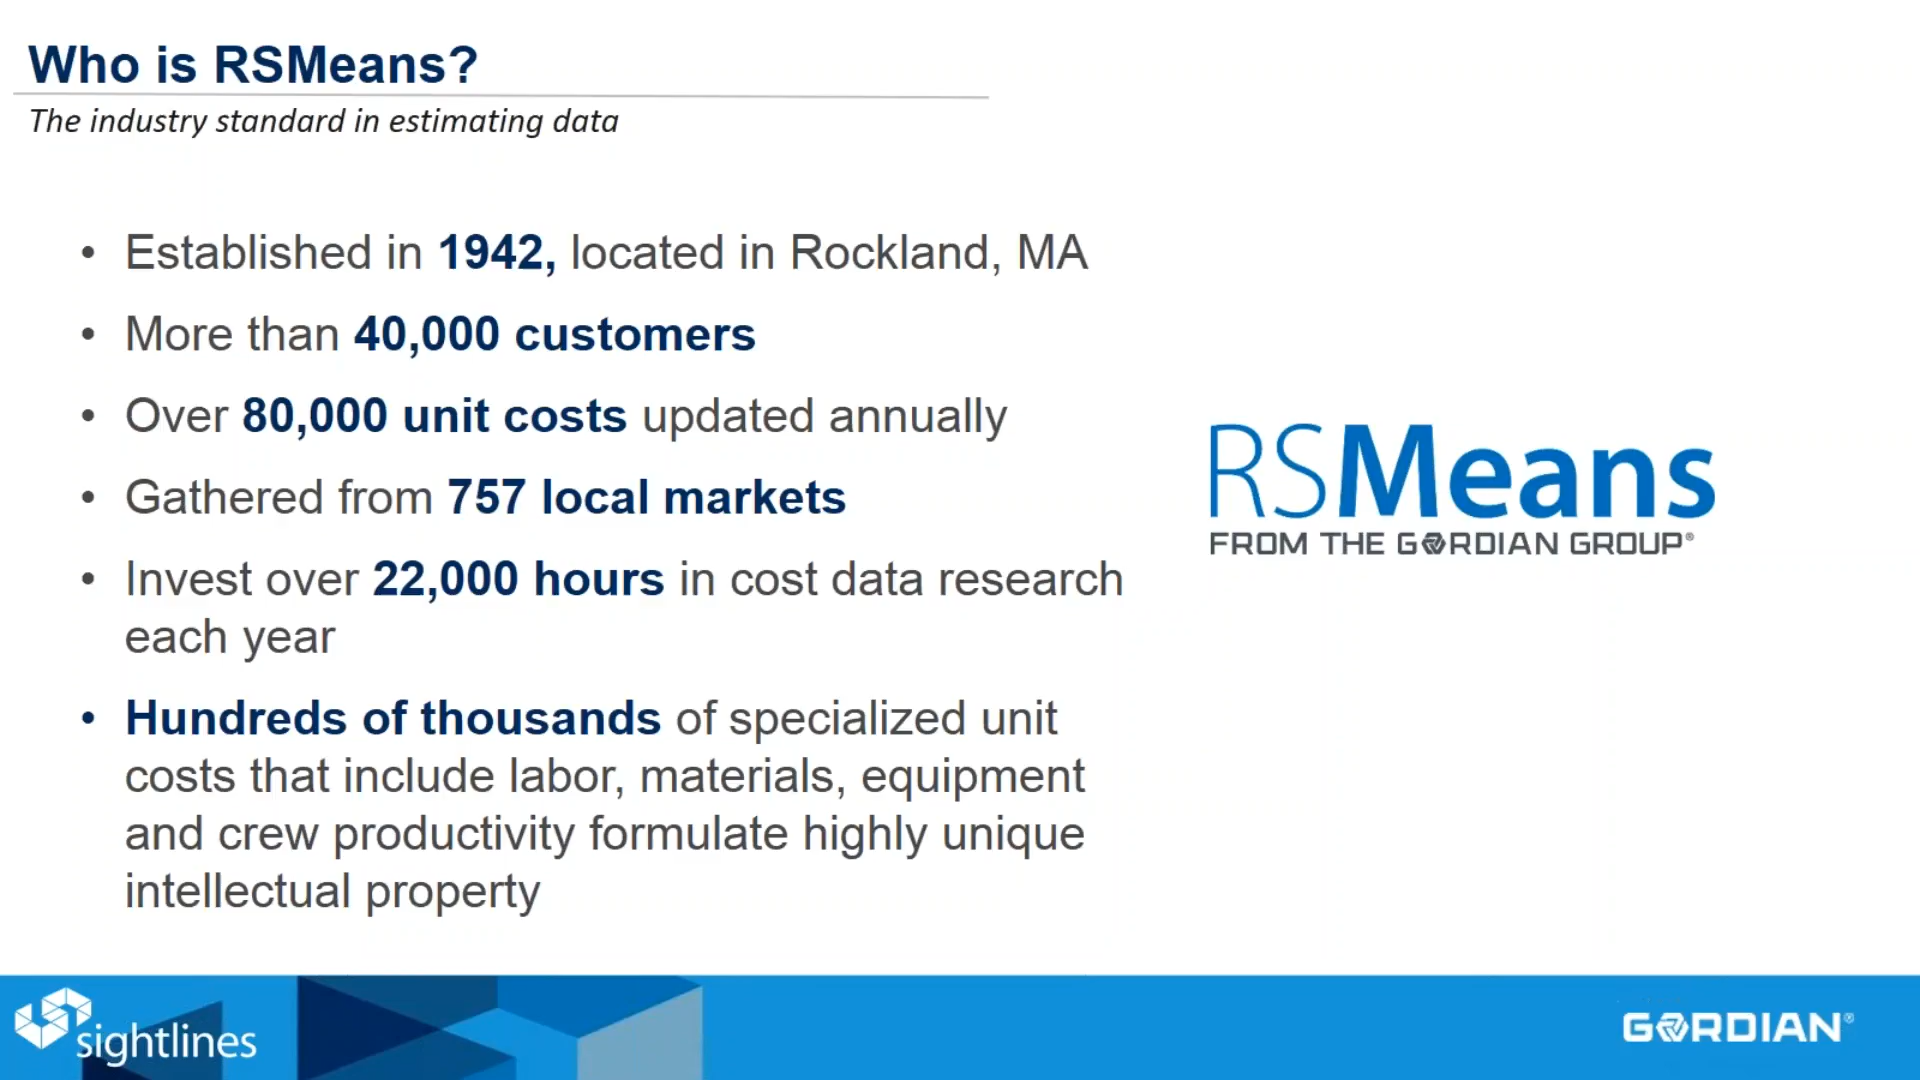 Who is RSMeans?
The industry standard in estimating data
• Established in 1942, located in Rockland, MA
• More than 40,000 customers
• Over 80,000 unit costs updated annually
• Gathered from 757 local markets
• Invest over 22,000 hours in cost data research
each year
• Hundreds of thousands of specialized unit
costs that include labor, materials, equipment
and crew productivity formulate highly unique
intellectual property
RSMeans
FROM THE GORDIAN GROUP®
sightlines
GORDIAN®